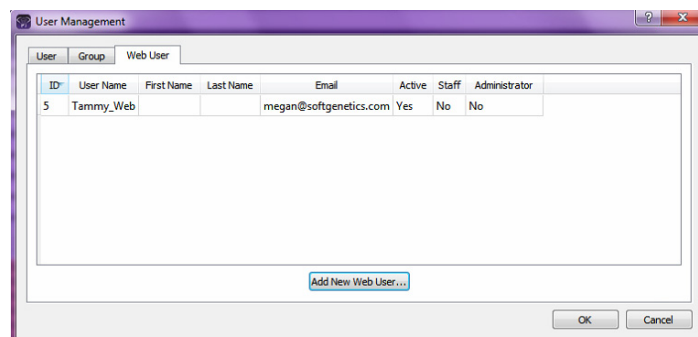 User Management
User Group Web User
ID User Name First Name Last Name Email Active Staff Administrator
5 Tammy_Web megan@softgenetics.com Yes No No
Add New Web User...
OK Cancel